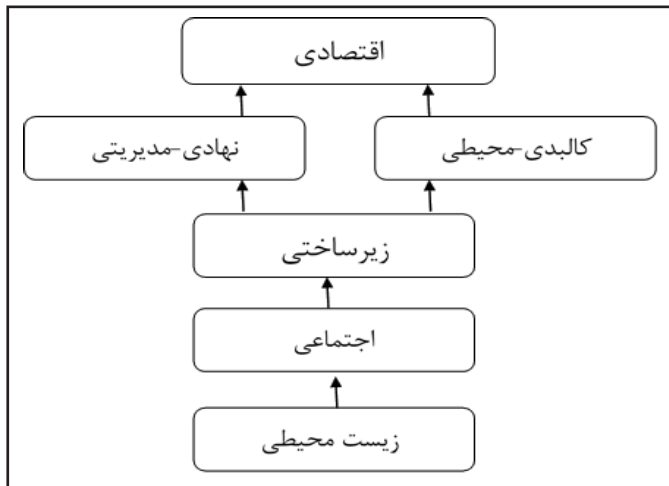 اقتصادی
کالبدی-محیطی
نهادی-مدیریتی
زیرساختی
اجتماعی
زیست محیطی